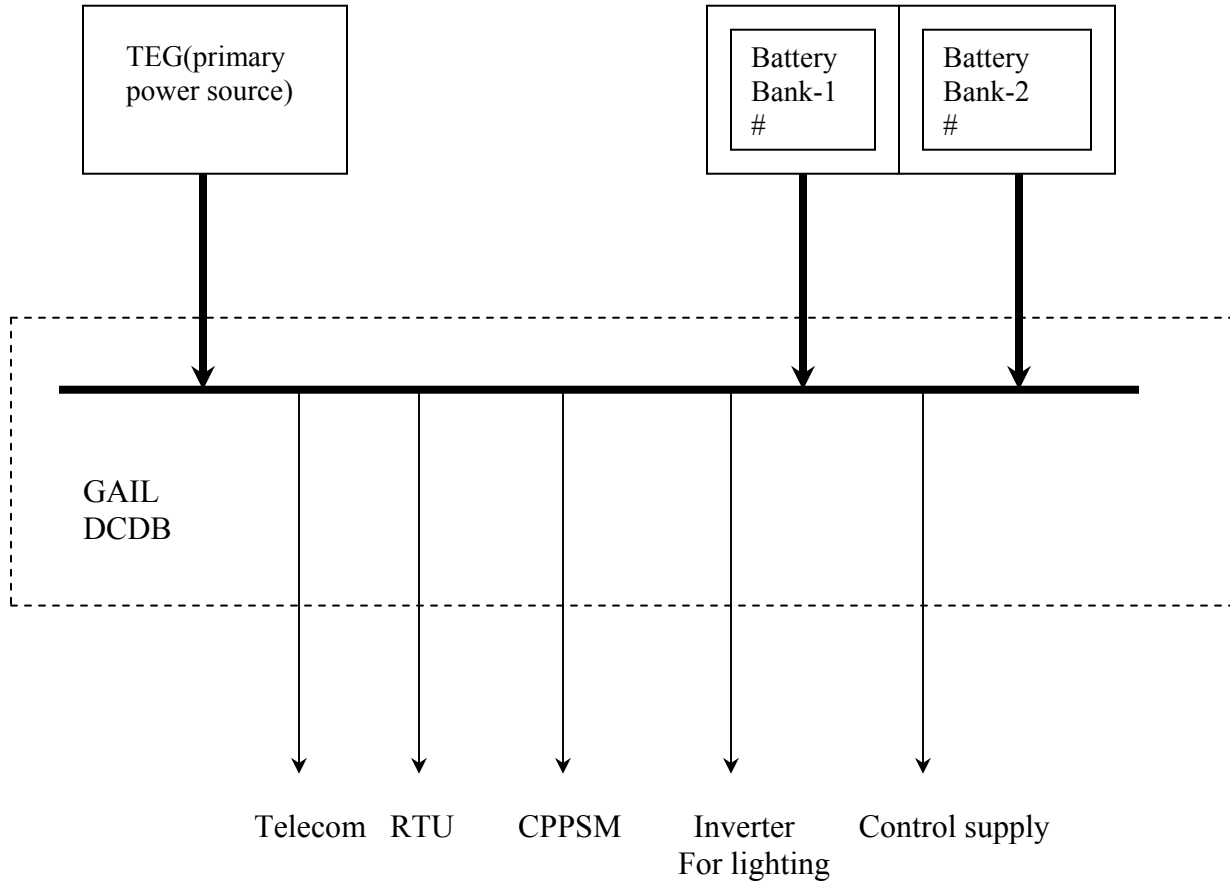 TEG(primary
power source)
Battery
Bank-1
#
Battery
Bank-2
#
GAIL
DCDB
Telecom RTU CPPSM Inverter Control supply
For lighting